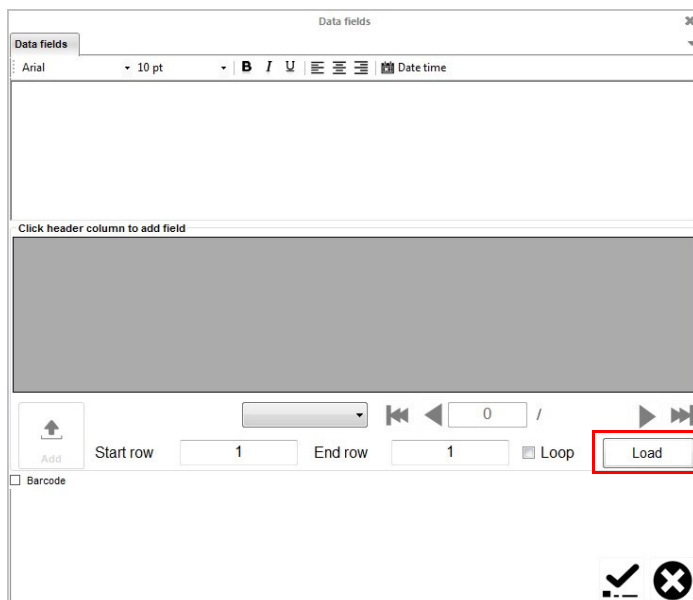 Data fields
Data fields
Arial 10 pt B I U Date time
Click header column to add field
0 /
Add Start row 1 End row 1 Loop Load
Barcode